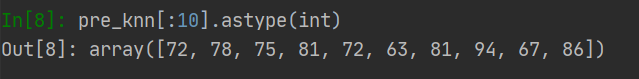 In[8]: pre_knn[:10].astype(int)
Out[8]: array([72, 78, 75, 81, 72, 63, 81, 94, 67, 86])